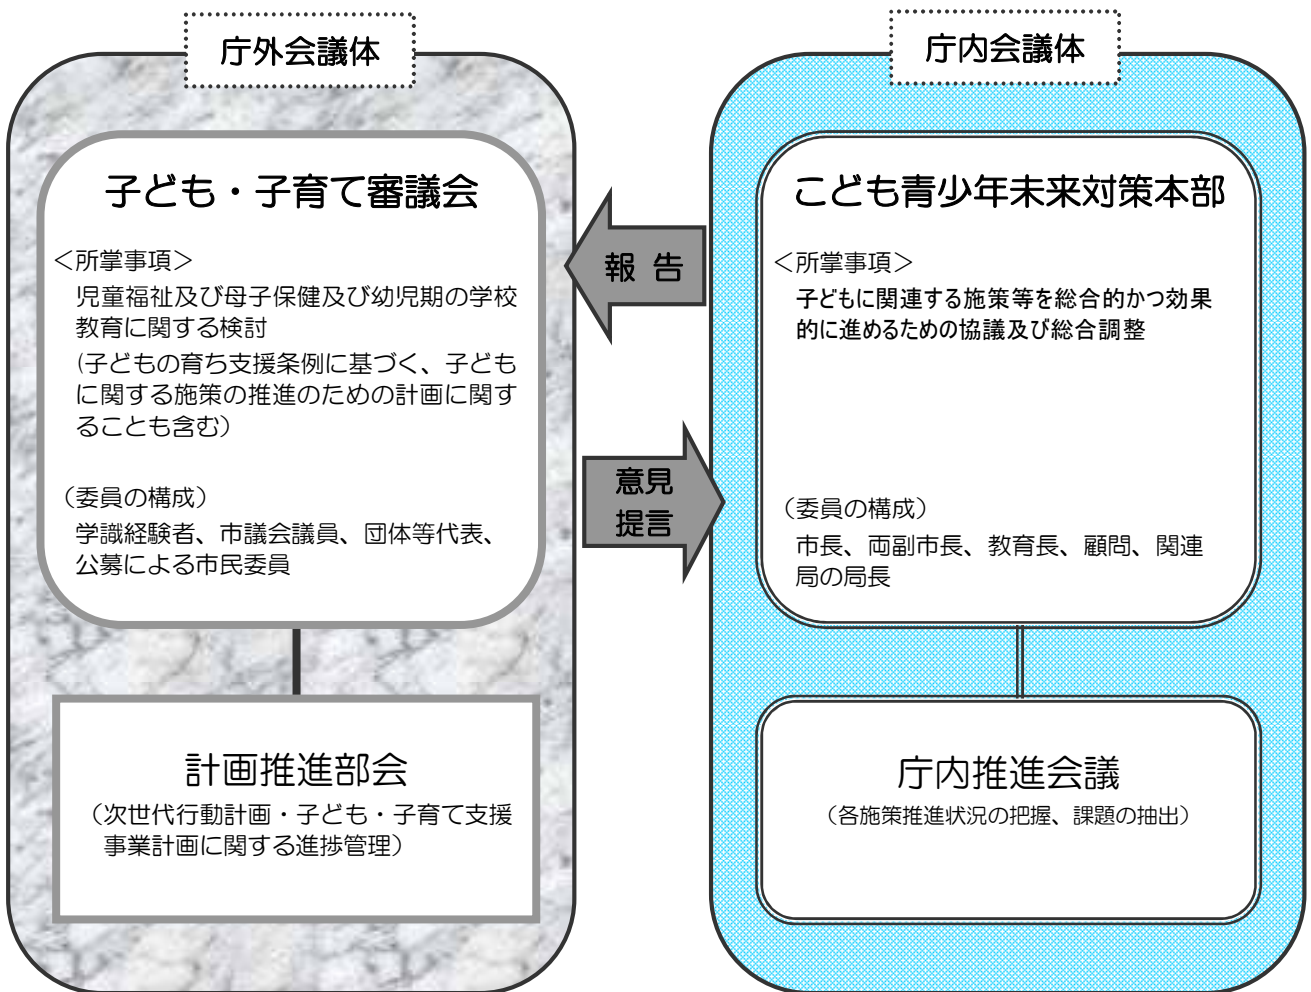 庁外会議体
子ども・子育て審議会
＜所掌事項＞
児童福祉及び母子保健及び幼児期の学校
教育に関する検討
(子どもの育ち支援条例に基づく、子ども
に関する施策の推進のための計画に関す
ることも含む）
（委員の構成）
学識経験者、市議会議員、団体等代表、
公募による市民委員
計画推進部会
（次世代行動計画・子ども・子育て支援
事業計画に関する進捗管理）
報 告
意見
提言
庁内会議体
こども青少年未来対策本部
＜所掌事項＞
子どもに関連する施策等を総合的かつ効果
的に進めるための協議及び総合調整
（委員の構成）
市長、両副市長、教育長、顧問、関連
局の局長
庁内推進会議
（各施策推進状況の把握、課題の抽出）